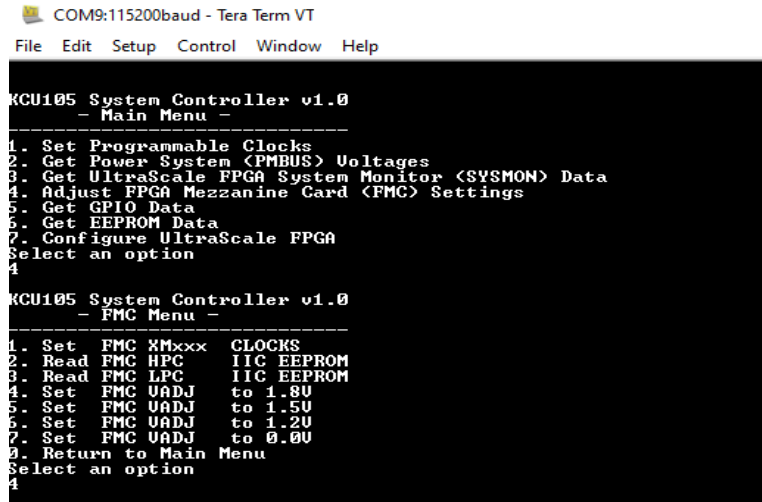 COM9:115200baud - Tera Term VT
File Edit Setup Control Window Help
KCU105 System Controller v1.0
- Main Menu -
----------------------------------
1. Set Programmable Clocks
2. Get Power System (PMBUS) Voltages
3. Get UltraScale FPGA System Monitor (SYSMON) Data
4. Adjust FPGA Mezzanine Card (FMC) Settings
5. Get GPIO Data
6. Get EEPROM Data
7. Configure UltraScale FPGA
Select an option
4
KCU105 System Controller v1.0
- FMC Menu -
----------------------------------
1. Set FMC XMxxx CLOCKS
2. Read FMC HPC IIC EEPROM
3. Read FMC LPC IIC EEPROM
4. Set FMC VADJ to 1.8V
5. Set FMC VADJ to 1.5V
6. Set FMC VADJ to 1.2V
7. Set FMC VADJ to 0.0V
0. Return to Main Menu
Select an option
4